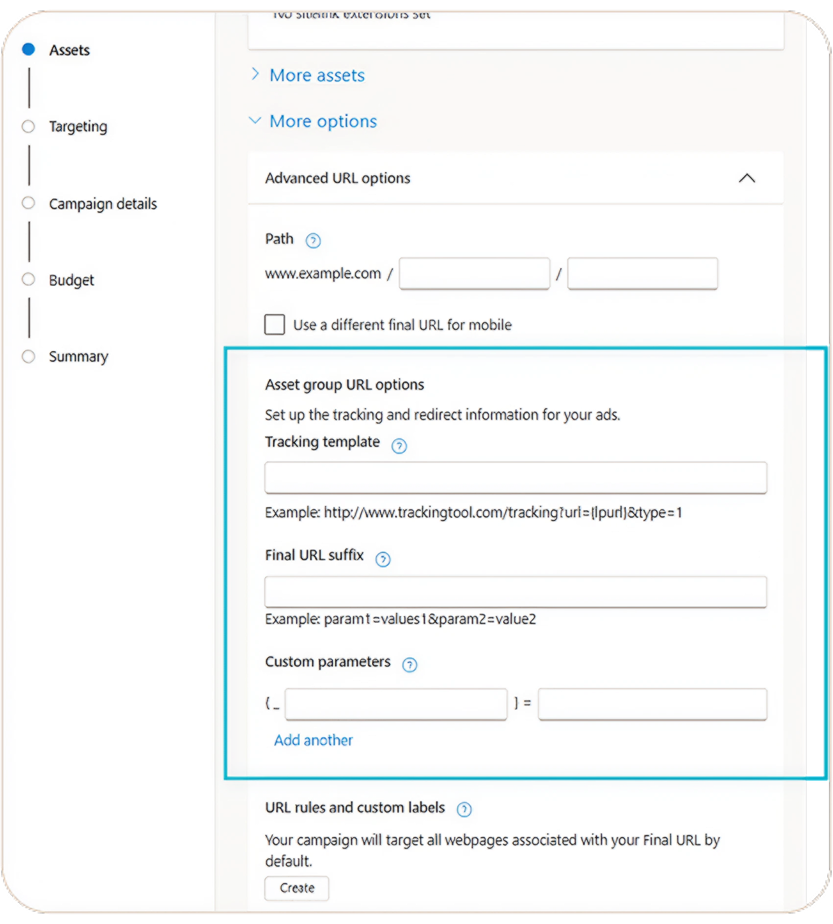 No sitelink extensions set
Assets
More assets
More options
Targeting
Advanced URL options
Campaign details
Path ?
www.example.com / /
Budget
Use a different final URL for mobile
Summary
Asset group URL options
Set up the tracking and redirect information for your ads.
Tracking template ?
Example: http://www.trackingtool.com/tracking?url={lpurl}&type=1
Final URL suffix ?
Example: param1=values1&param2=value2
Custom parameters ?
{_ } =
Add another
URL rules and custom labels ?
Your campaign will target all webpages associated with your Final URL by
default.
Create